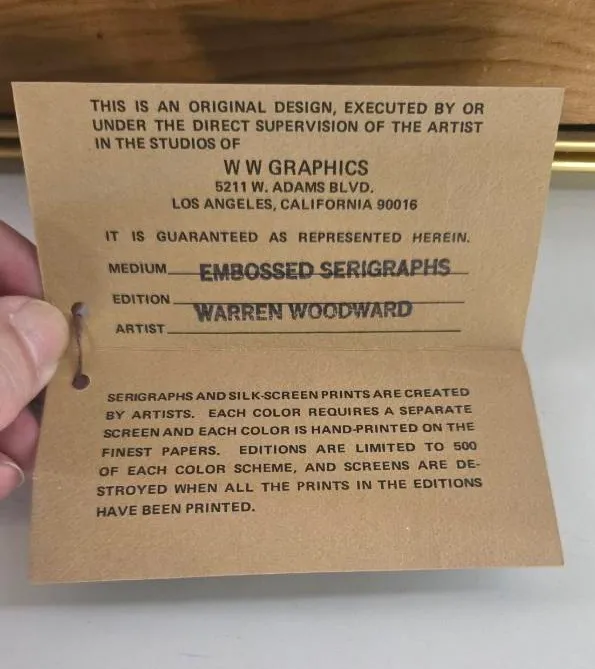 THIS IS AN ORIGINAL DESIGN, EXECUTED BY OR
UNDER THE DIRECT SUPERVISION OF THE ARTIST
IN THE STUDIOS OF
W W GRAPHICS
5211 W. ADAMS BLVD.
LOS ANGELES, CALIFORNIA 90016
IT IS GUARANTEED AS REPRESENTED HEREIN.
MEDIUM EMBOSSED SERIGRAPHS
EDITION
ARTIST WARREN WOODWARD
SERIGRAPHS AND SILK-SCREEN PRINTS ARE CREATED
BY ARTISTS. EACH COLOR REQUIRES A SEPARATE
SCREEN AND EACH COLOR IS HAND-PRINTED ON THE
FINEST PAPERS. EDITIONS ARE LIMITED TO 500
OF EACH COLOR SCHEME, AND SCREENS ARE DE-
STROYED WHEN ALL THE PRINTS IN THE EDITIONS
HAVE BEEN PRINTED.